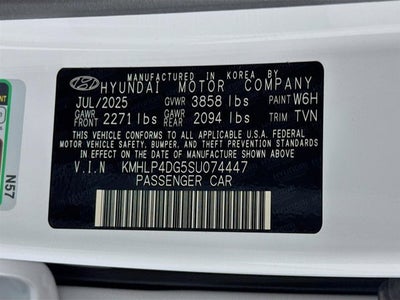 MANUFACTURED IN KOREA BY
HYUNDAI MOTOR COMPANY
JUL/2025 GVWR 3858 lbs PAINT W6H
GAWR FRONT 2271 lbs GAWR REAR 2094 lbs TRIM TVN
THIS VEHICLE CONFORMS TO ALL APPLICABLE U.S.A. FEDERAL
MOTOR VEHICLE SAFETY, BUMPER, AND THEFT PREVENTION
STANDARDS IN EFFECT ON THE DATE OF MANUFACTURE
SHOWN ABOVE.
V.I.N KMHLP4DG5SU074447
PASSENGER CAR
N57